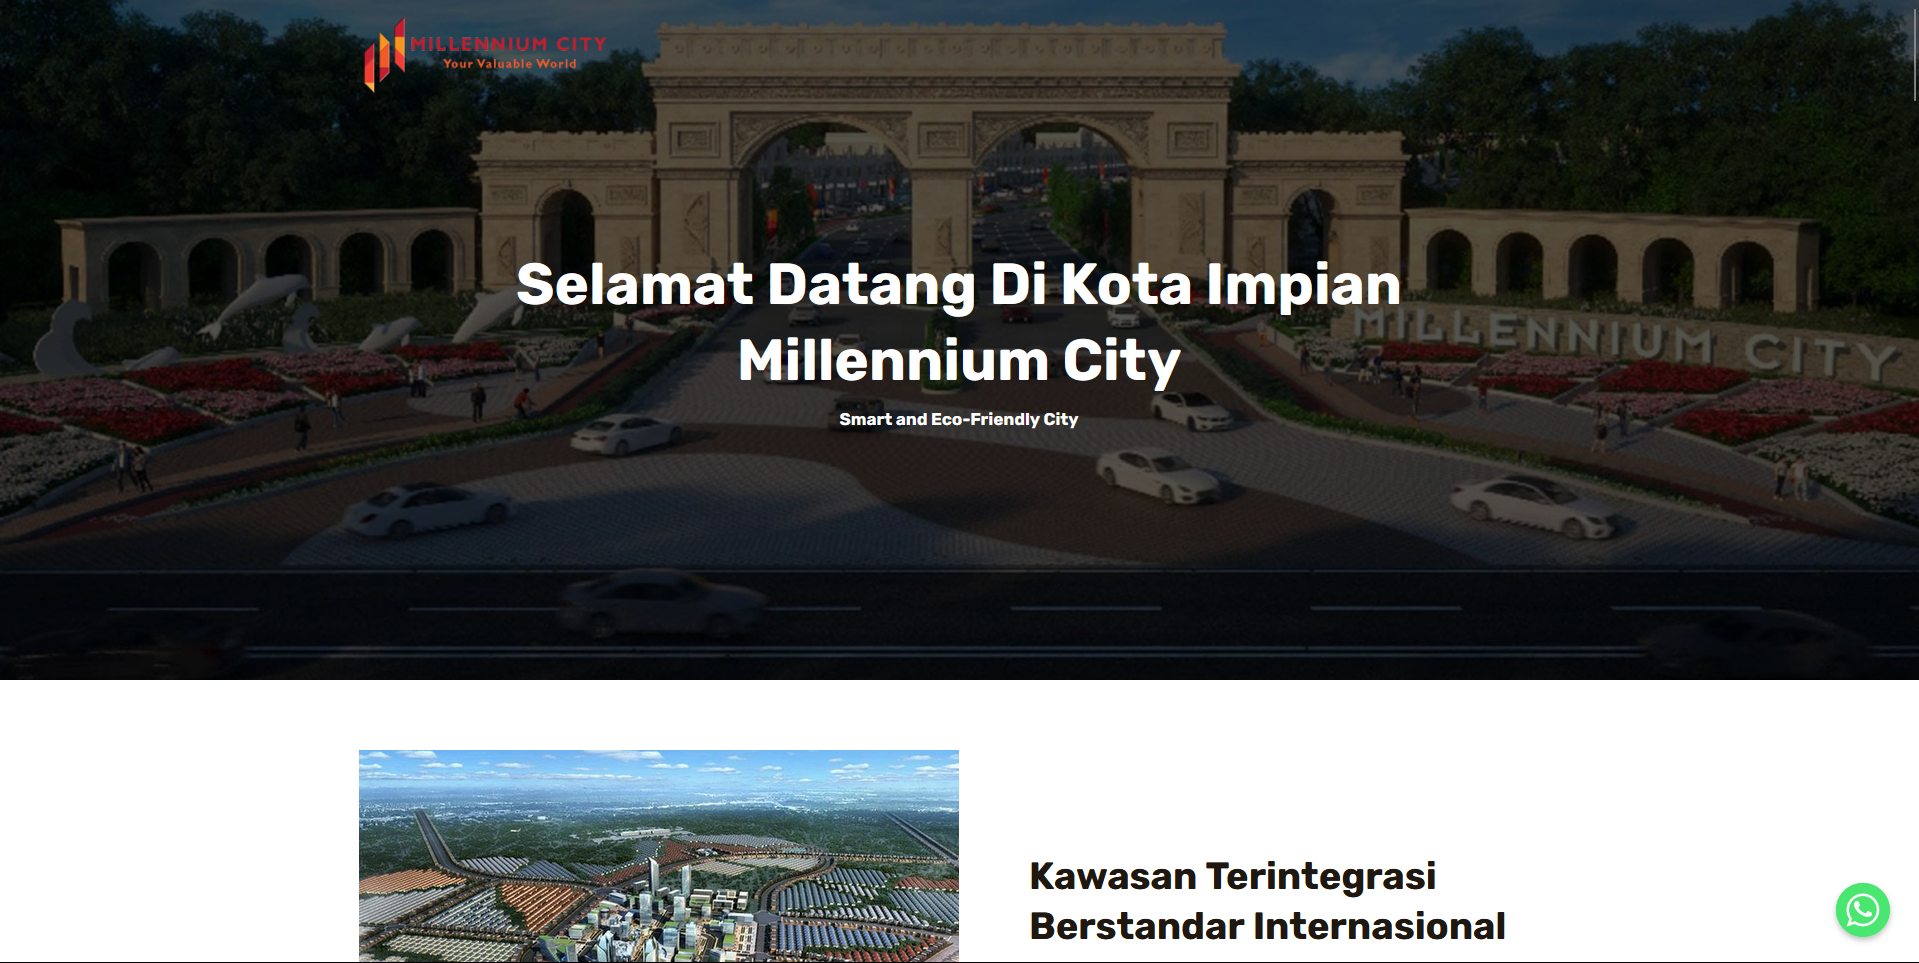 MILLENNIUM CITY
Your Valuable World
Selamat Datang Di Kota Impian
Millennium City
MILLENNIUM CITY
Smart and Eco-Friendly City
Kawasan Terintegrasi
Berstandar Internasional